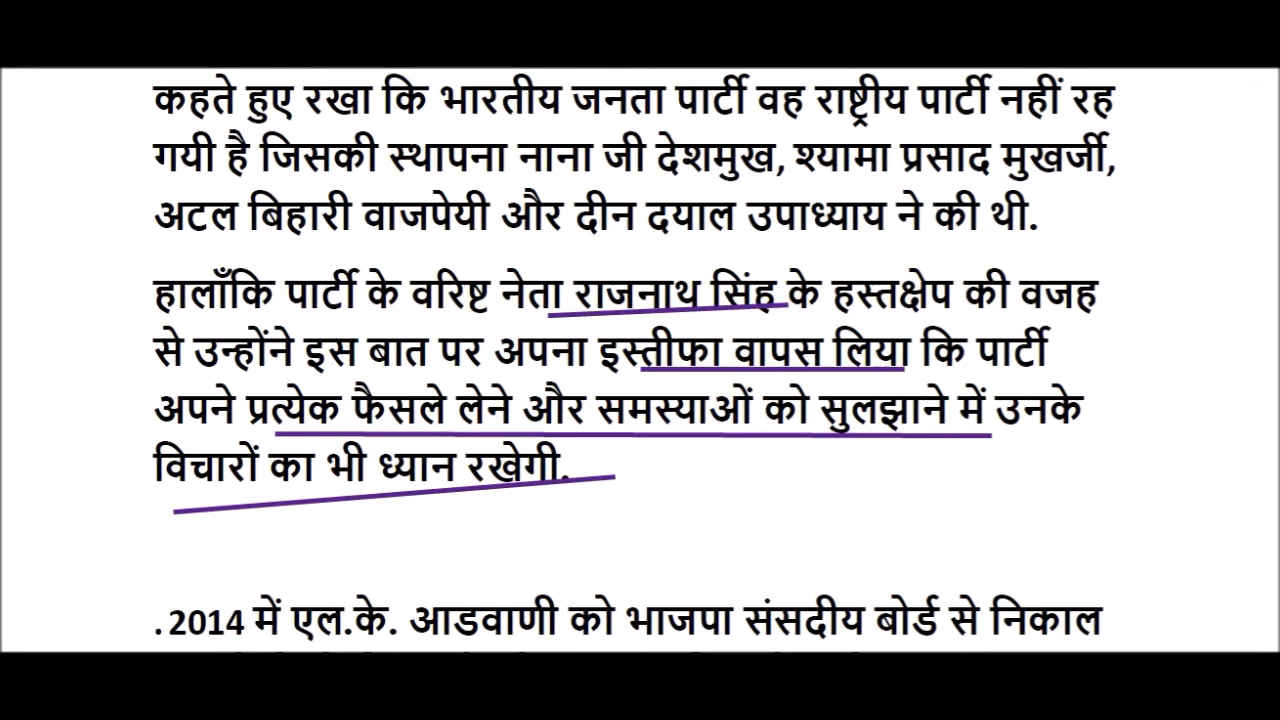 कहते हुए रखा कि भारतीय जनता पार्टी वह राष्ट्रीय पार्टी नहीं रह
गयी है जिसकी स्थापना नाना जी देशमुख, श्यामा प्रसाद मुखर्जी,
अटल बिहारी वाजपेयी और दीन दयाल उपाध्याय ने की थी.
हालाँकि पार्टी के वरिष्ट नेता राजनाथ सिंह के हस्तक्षेप की वजह
से उन्होंने इस बात पर अपना इस्तीफा वापस लिया कि पार्टी
अपने प्रत्येक फैसले लेने और समस्याओं को सुलझाने में उनके
विचारों का भी ध्यान रखेगी.
. 2014 में एल.के. आडवाणी को भाजपा संसदीय बोर्ड से निकाल